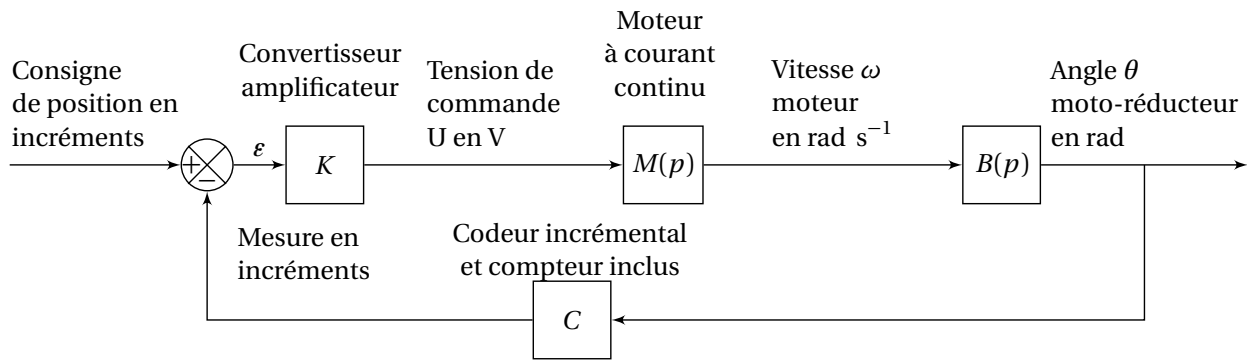 Consigne
de position en
incréments
Convertisseur
amplificateur
Tension de
commande
U en V
Moteur
à courant
continu
Vitesse ω
moteur
en rad s⁻¹
Angle θ
moto-réducteur
en rad
+
−
ε
K
M(p)
B(p)
Mesure en
incréments
Codeur incrémental
et compteur inclus
C